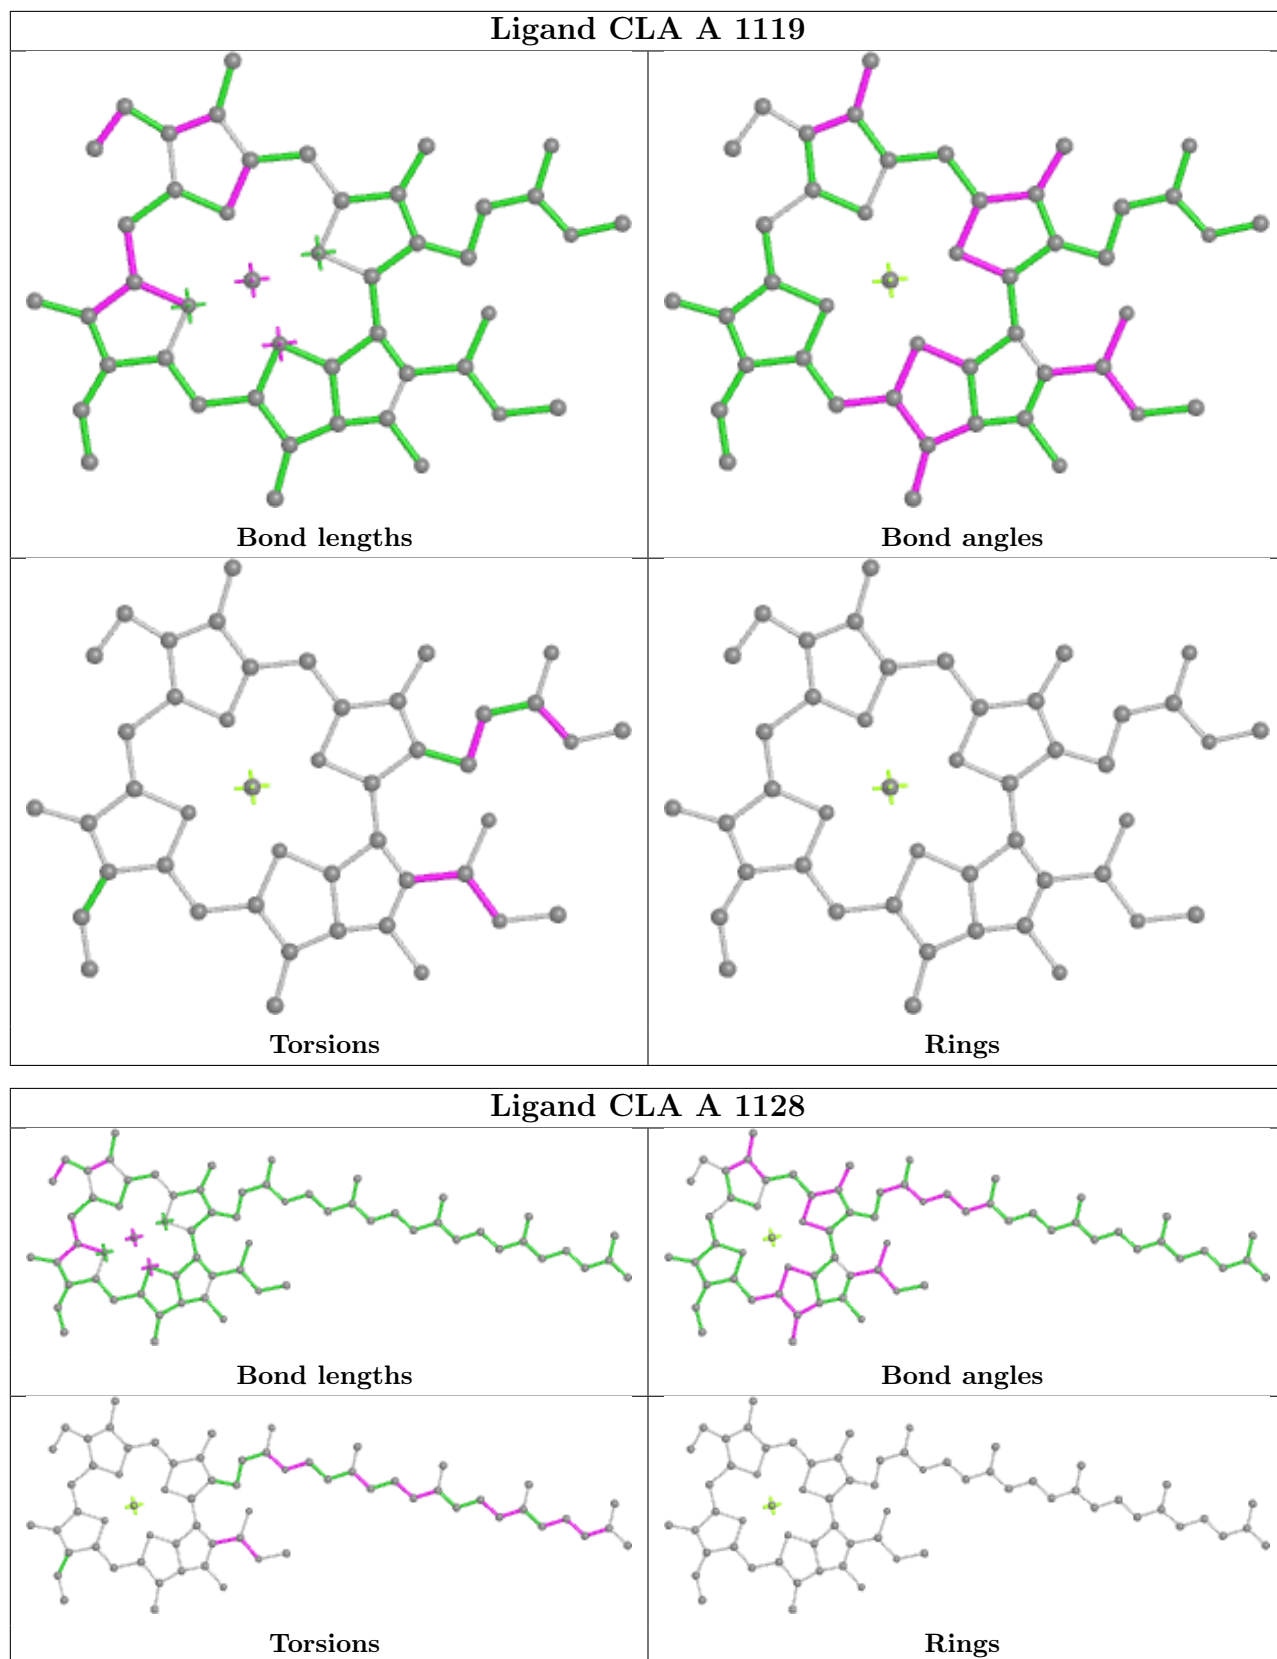 Ligand CLA A 1119
Bond lengths
Bond angles
Torsions
Rings
Ligand CLA A 1128
Bond lengths
Bond angles
Torsions
Rings